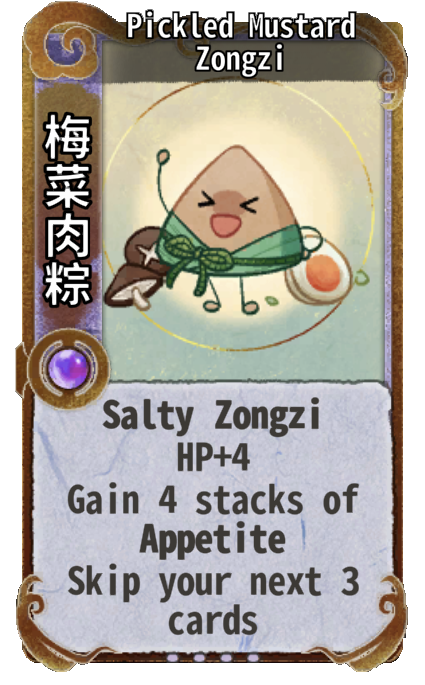 Pickled Mustard
Zongzi
梅菜肉粽
Salty Zongzi
HP+4
Gain 4 stacks of
Appetite
Skip your next 3
cards